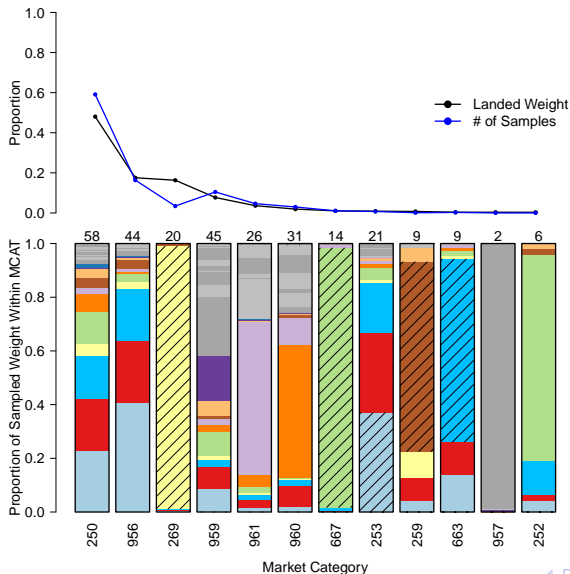 1.0
0.8
0.6
0.4
0.2
0.0
Proportion
Landed Weight
# of Samples
58 44 20 45 26 31 14 21 9 9 2 6
1.0
0.8
0.6
0.4
0.2
0.0
Proportion of Sampled Weight Within MCAT
250 956 269 959 961 960 667 253 259 663 957 252
Market Category